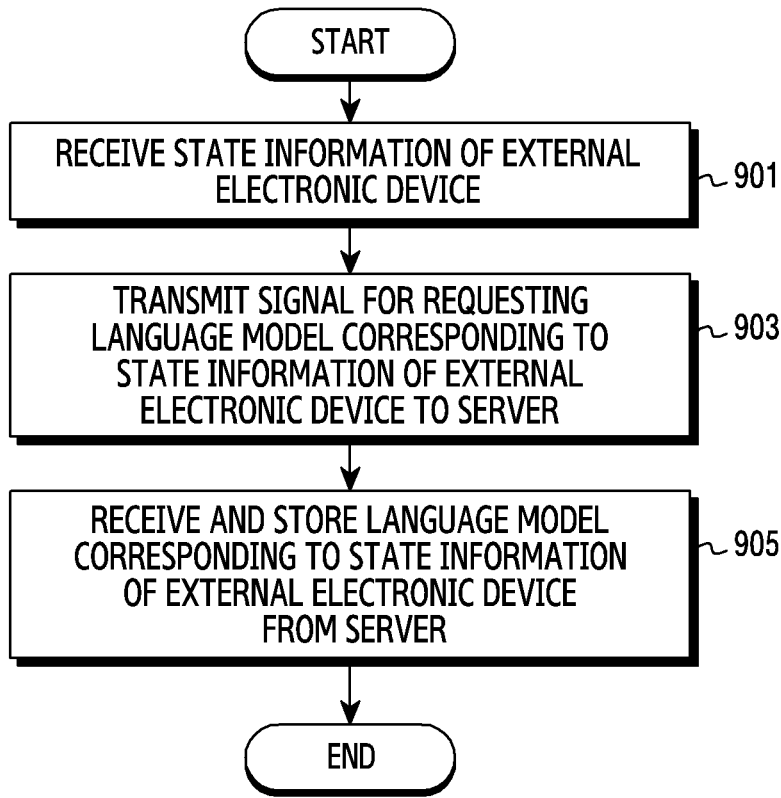 START
RECEIVE STATE INFORMATION OF EXTERNAL
ELECTRONIC DEVICE
901
TRANSMIT SIGNAL FOR REQUESTING
LANGUAGE MODEL CORRESPONDING TO
STATE INFORMATION OF EXTERNAL
ELECTRONIC DEVICE TO SERVER
903
RECEIVE AND STORE LANGUAGE MODEL
CORRESPONDING TO STATE INFORMATION
OF EXTERNAL ELECTRONIC DEVICE
FROM SERVER
905
END